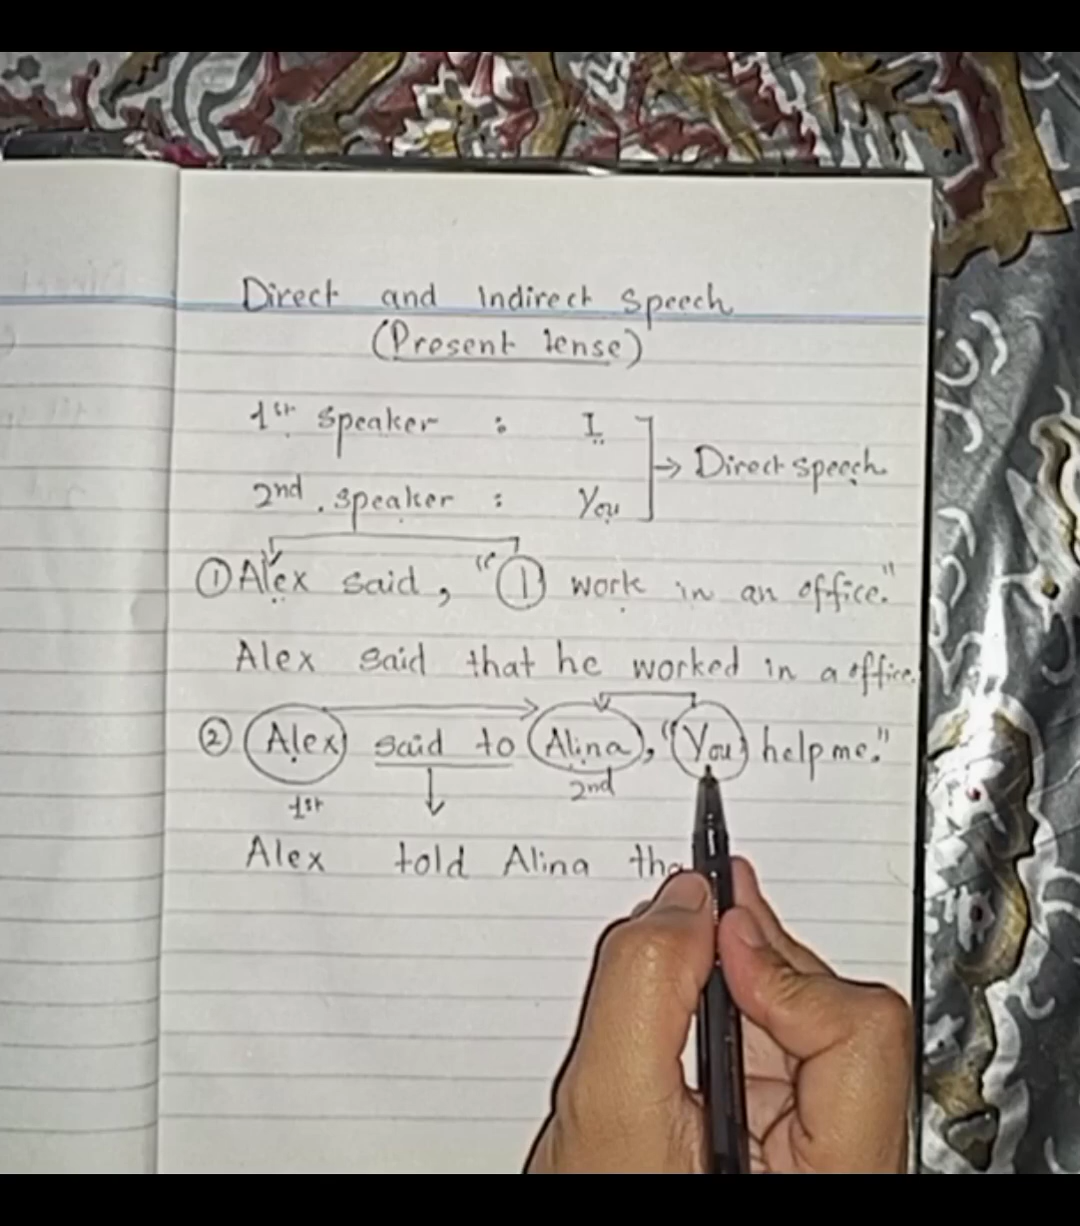 Direct and Indirect Speech
(Present tense)
1st speaker : I
2nd speaker : You
→ Direct speech
① Alex said, "I work in an office."
Alex said that he worked in a office.
② Alex said to Alina, "You help me."
1st 2nd
Alex told Alina tha